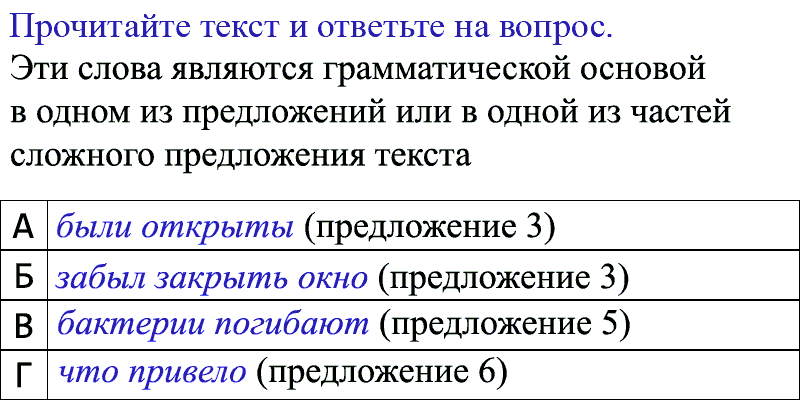 Прочитайте текст и ответьте на вопрос.
Эти слова являются грамматической основой
в одном из предложений или в одной из частей
сложного предложения текста
А были открыты (предложение 3)
Б забыл закрыть окно (предложение 3)
В бактерии погибают (предложение 5)
Г что привело (предложение 6)